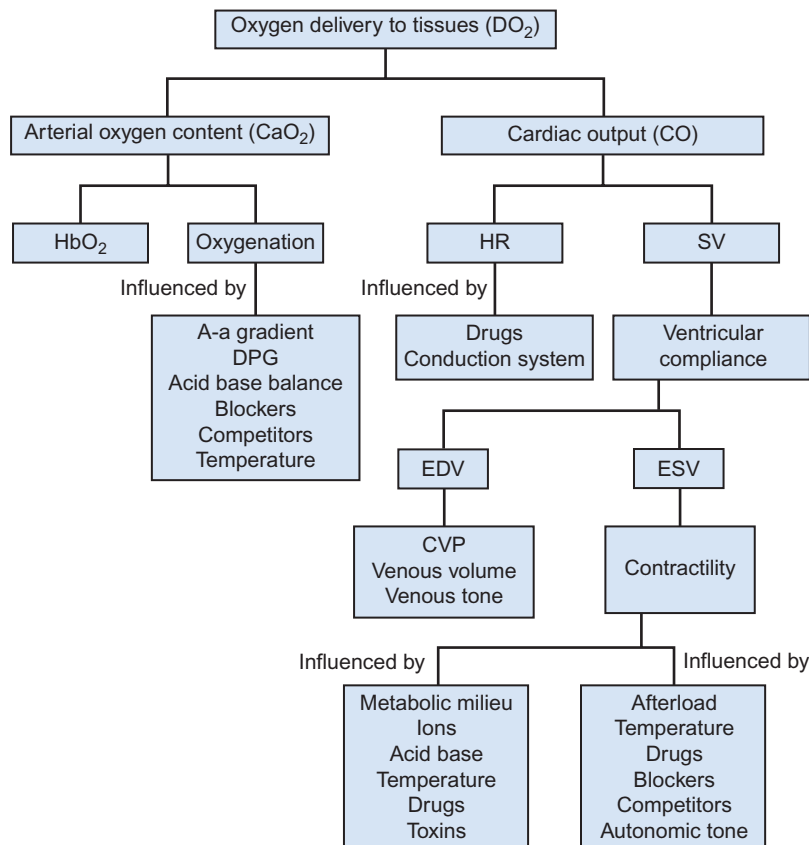 Oxygen delivery to tissues (DO₂)
Arterial oxygen content (CaO₂)
Cardiac output (CO)
HbO₂
Oxygenation
HR
SV
Influenced by
Influenced by
A-a gradient
DPG
Acid base balance
Blockers
Competitors
Temperature
Drugs
Conduction system
Ventricular
compliance
EDV
ESV
CVP
Venous volume
Venous tone
Contractility
Influenced by
Influenced by
Metabolic milieu
Ions
Acid base
Temperature
Drugs
Toxins
Afterload
Temperature
Drugs
Blockers
Competitors
Autonomic tone